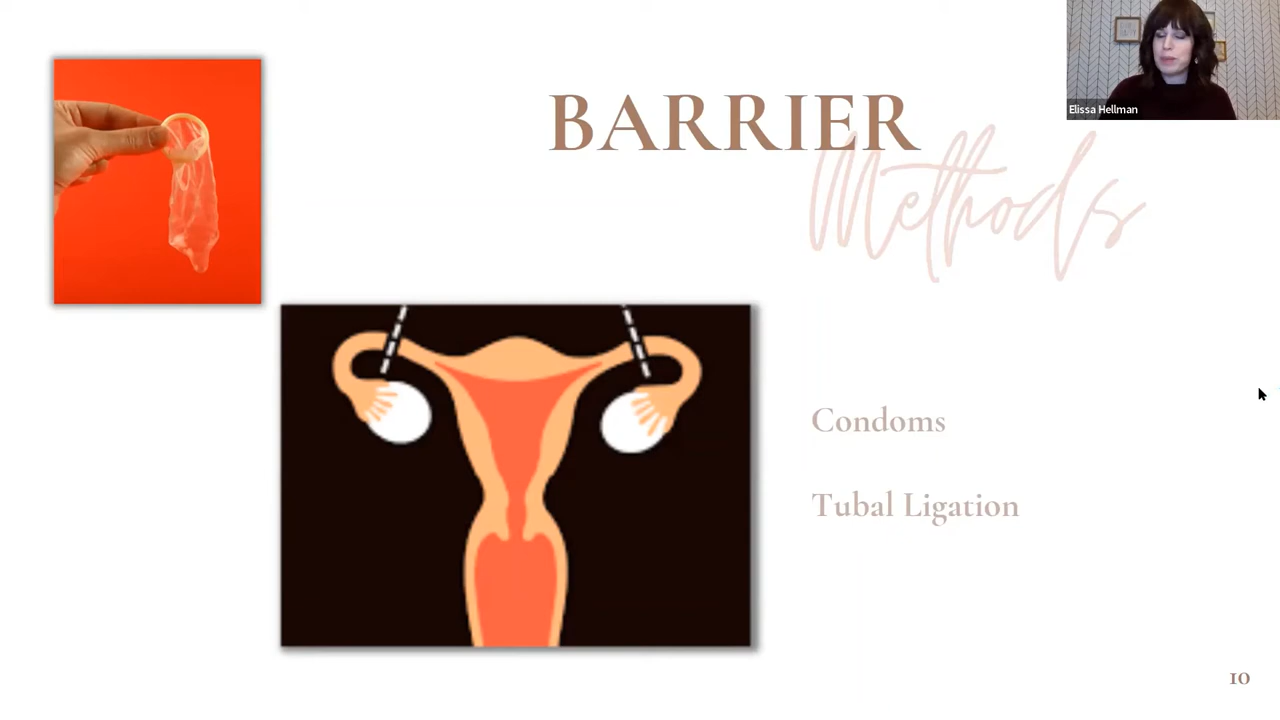 Elissa Hellman
BARRIER
Methods
Condoms
Tubal Ligation
10